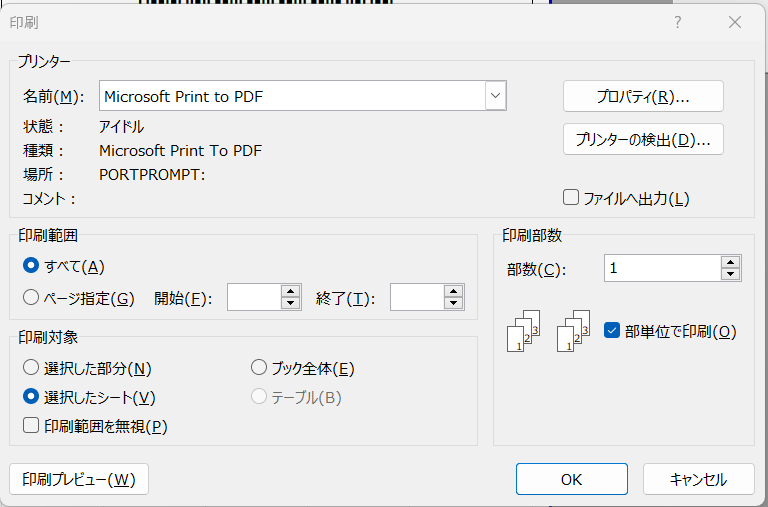 印刷
?
プリンター
名前(M): Microsoft Print to PDF
プロパティ(R)...
状態 : アイドル
種類 : Microsoft Print To PDF
プリンターの検出(D)...
場所 : PORTPROMPT:
コメント :
ファイルへ出力(L)
印刷範囲
すべて(A)
ページ指定(G) 開始(F): 終了(T):
印刷部数
部数(C): 1
1 2 3 1 2 3 部単位で印刷(O)
印刷対象
選択した部分(N) ブック全体(E)
選択したシート(V) テーブル(B)
印刷範囲を無視(P)
印刷プレビュー(W) OK キャンセル